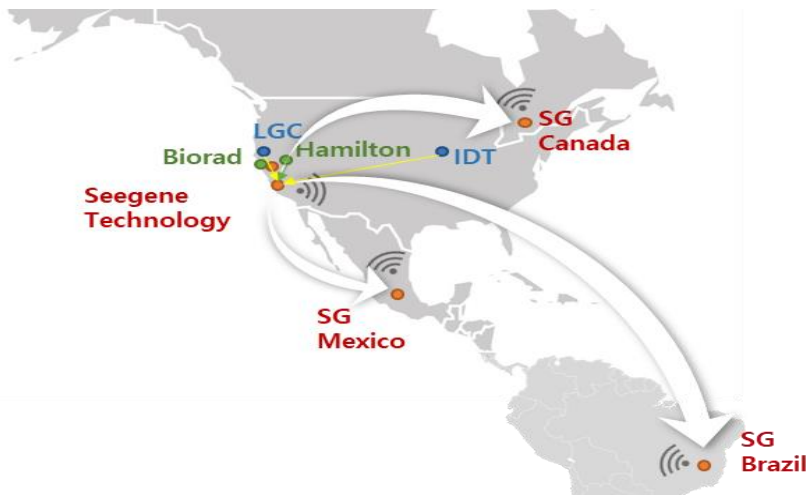 SG
Canada
LGC
Hamilton
Biorad
IDT
Seegene
Technology
SG
Mexico
SG
Brazil